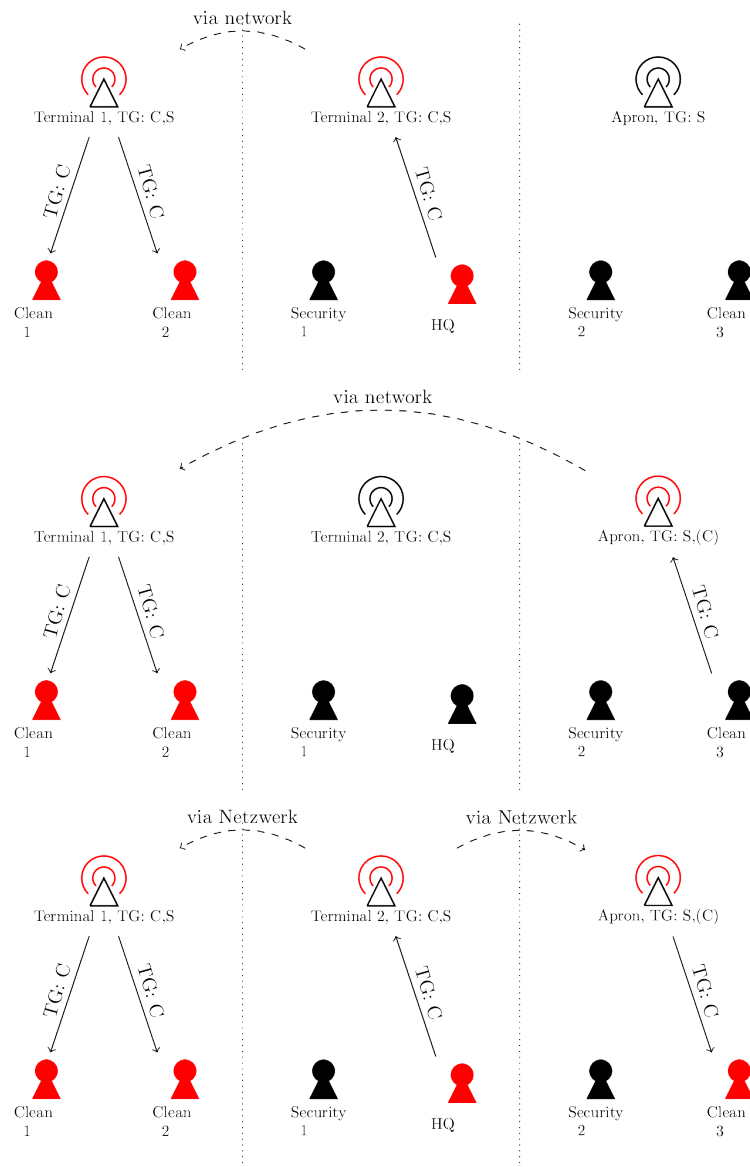 via network
Terminal 1, TG: C,S
Terminal 2, TG: C,S
Apron, TG: S
TG: C
TG: C
TG: C
Clean
1
Clean
2
Security
1
HQ
Security
2
Clean
3
via network
Terminal 1, TG: C,S
Terminal 2, TG: C,S
Apron, TG: S,(C)
TG: C
TG: C
TG: C
Clean
1
Clean
2
Security
1
HQ
Security
2
Clean
3
via Netzwerk
via Netzwerk
Terminal 1, TG: C,S
Terminal 2, TG: C,S
Apron, TG: S,(C)
TG: C
TG: C
TG: C
TG: C
Clean
1
Clean
2
Security
1
HQ
Security
2
Clean
3